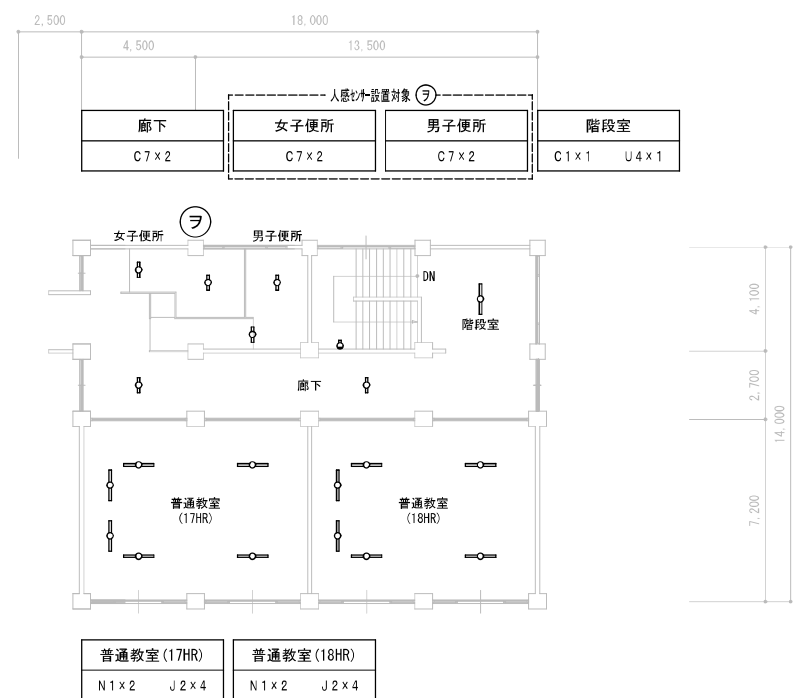 2,500
18,000
4,500
13,500
人感ｾﾝｻｰ設置対象 ヲ
廊下
女子便所
男子便所
階段室
C7×2
C7×2
C7×2
C1×1 U4×1
ヲ
女子便所
男子便所
DN
階段室
4,100
廊下
2,700
14,000
普通教室
(17HR)
普通教室
(18HR)
7,200
普通教室(17HR)
普通教室(18HR)
N1×2 J2×4
N1×2 J2×4